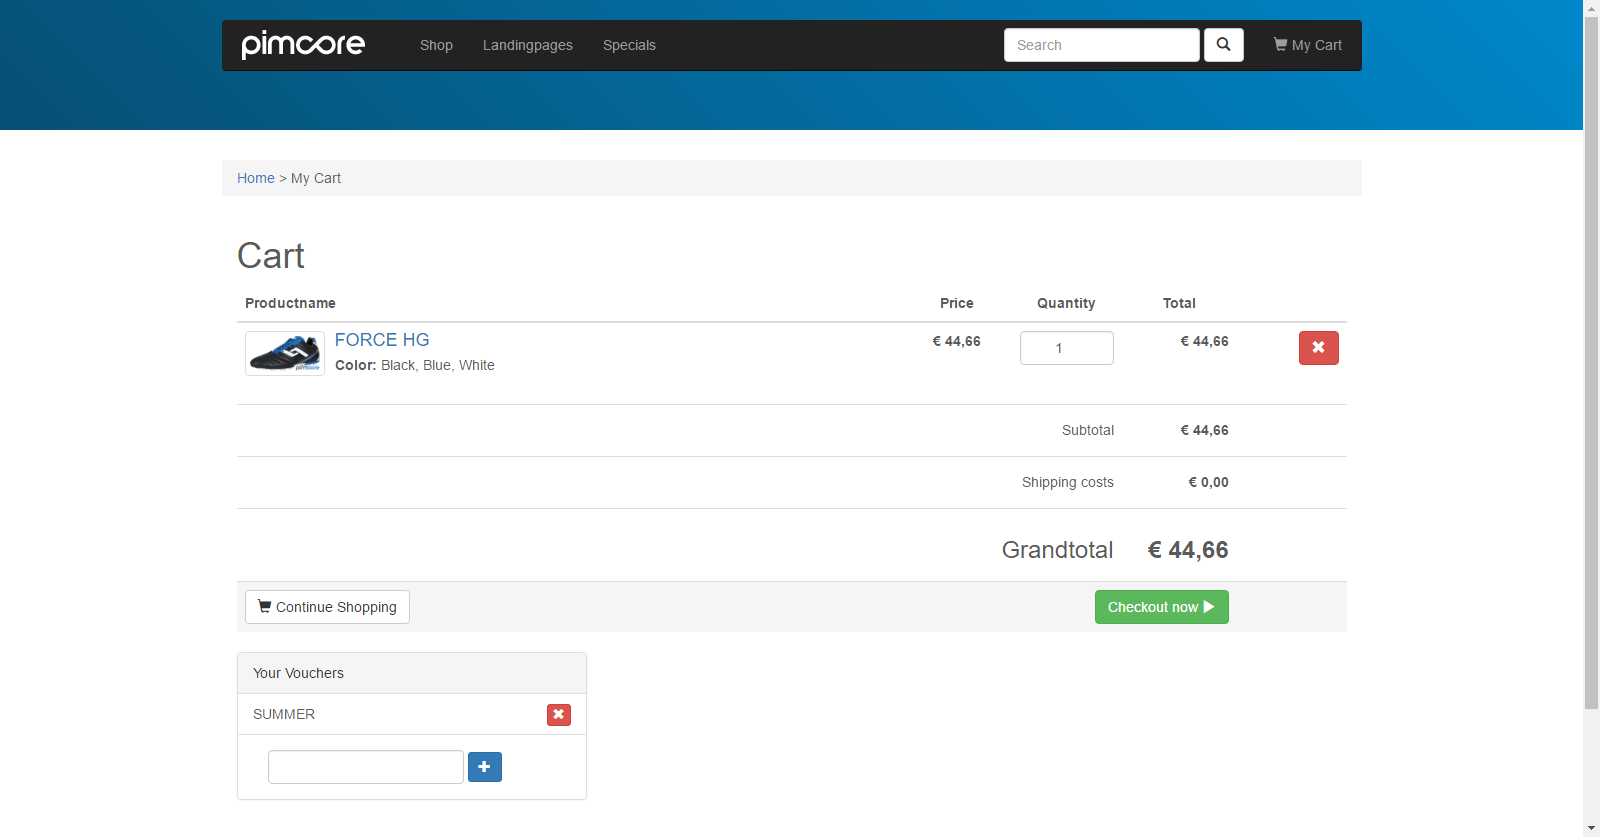 pimcore Shop Landingpages Specials Search My Cart
Home > My Cart
Cart
Productname Price Quantity Total
FORCE HG € 44,66 1 € 44,66
Color: Black, Blue, White
pimcore
Subtotal € 44,66
Shipping costs € 0,00
Grandtotal € 44,66
Continue Shopping Checkout now
Your Vouchers
SUMMER